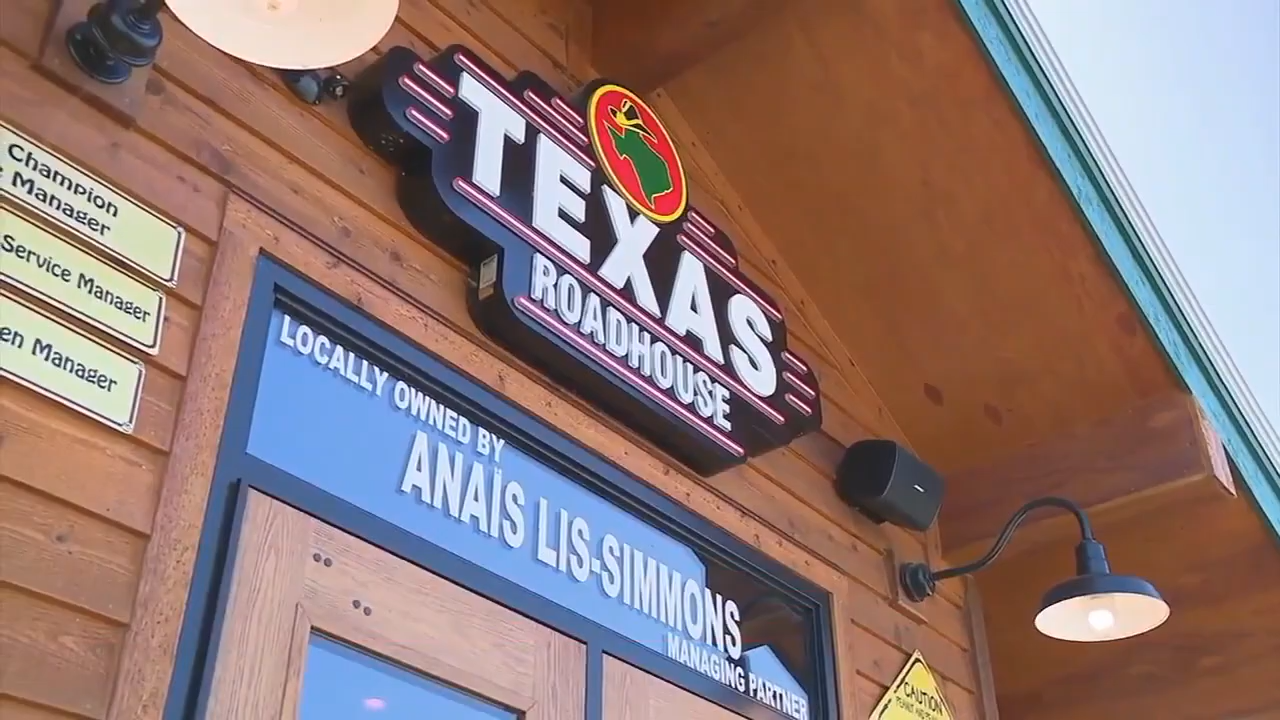 Champion
Manager
Service Manager
en Manager
TEXAS
ROADHOUSE
LOCALLY OWNED BY
ANAÏS LIS-SIMMONS
MANAGING PARTNER
CAUTION